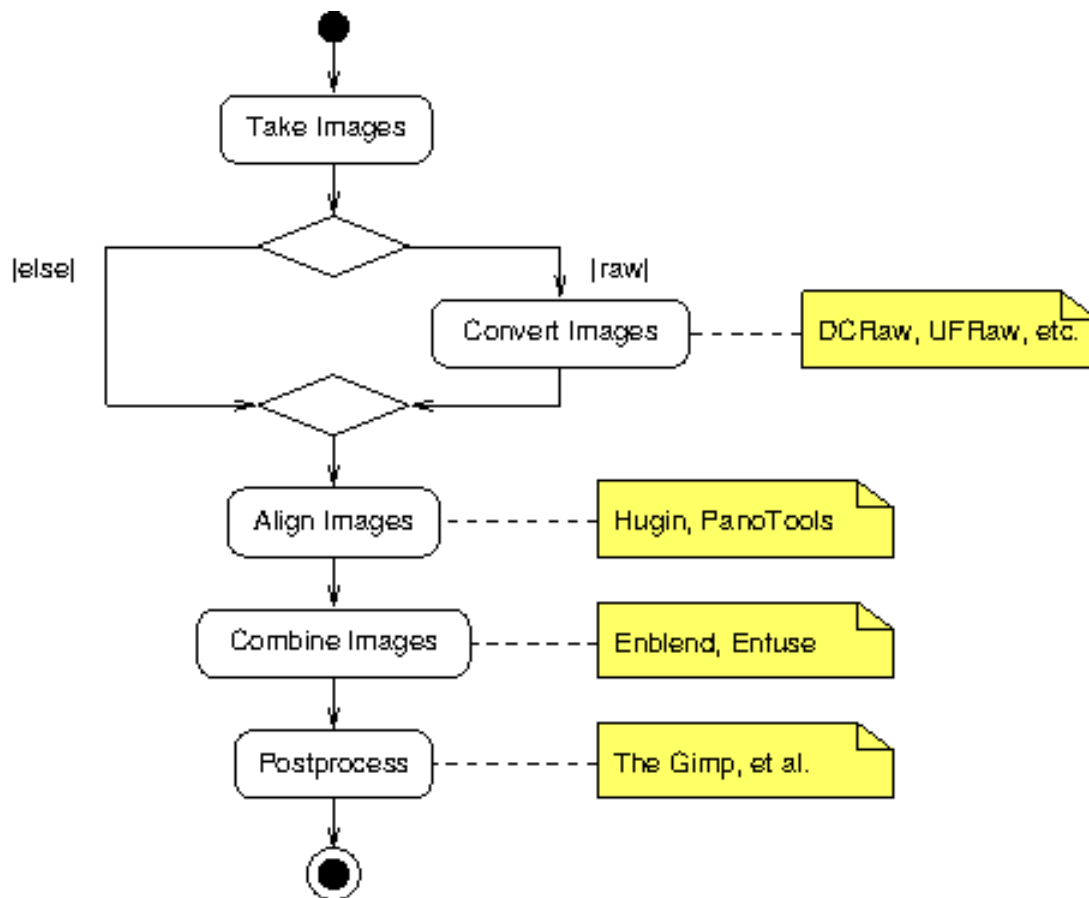 Take Images
|else|
|raw|
Convert Images
DCRaw, UFRaw, etc.
Align Images
Hugin, PanoTools
Combine Images
Enblend, Enfuse
Postprocess
The Gimp, et al.